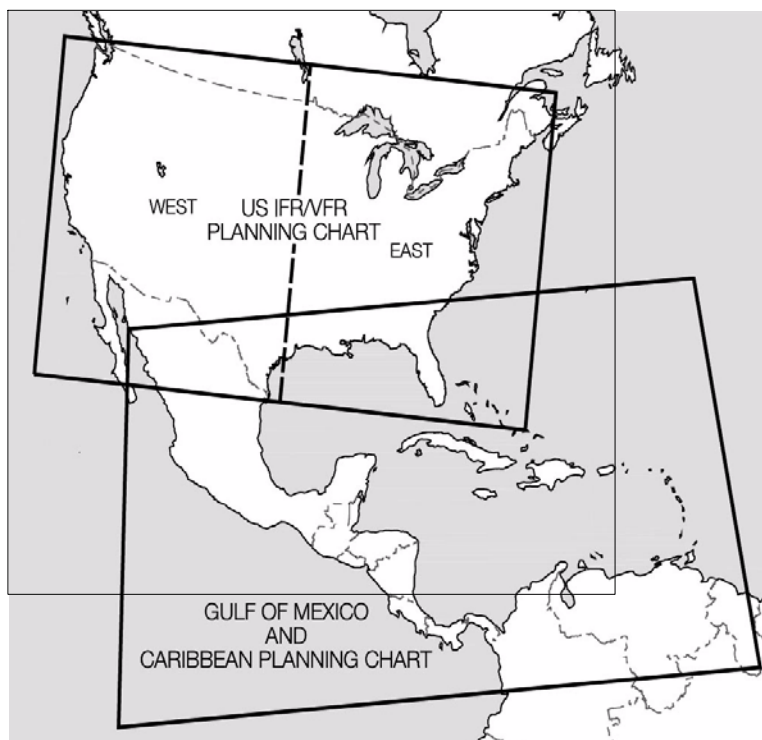 WEST
US IFR/VFR
PLANNING CHART
EAST
GULF OF MEXICO
AND
CARIBBEAN PLANNING CHART